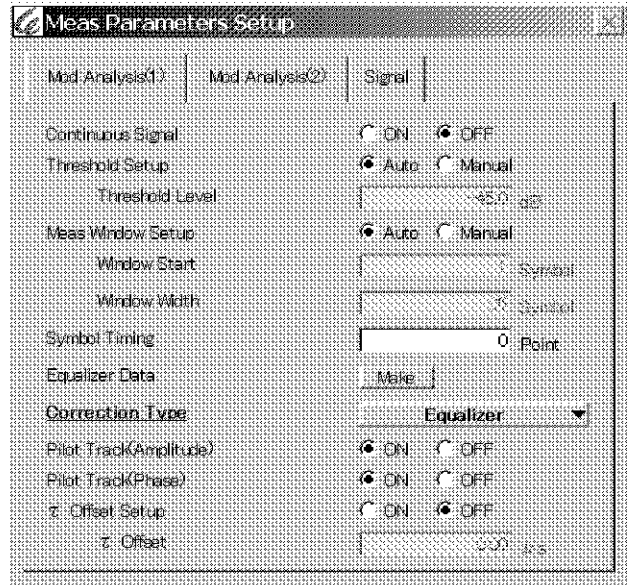 Meas Parameters Setup
Mod Analysis(1) Mod Analysis(2) Signal
Continuous Signal ON OFF
Threshold Setup Auto Manual
Threshold Level -45.0 dB
Meas Window Setup Auto Manual
Window Start Symbol
Window Width Symbol
Symbol Timing 0 Point
Equalizer Data Make
Correction Type Equalizer
Pilot Track(Amplitude) ON OFF
Pilot Track(Phase) ON OFF
τ Offset Setup ON OFF
τ Offset